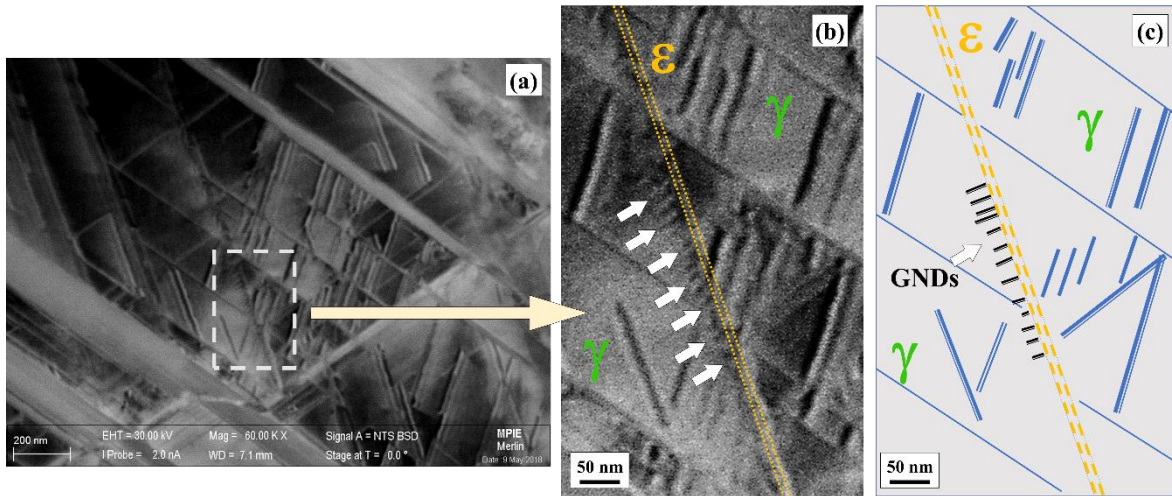 (a)
200 nm
EHT = 30.00 kV
I Probe = 2.0 nA
Mag = 60.00 K X
WD = 7.1 mm
Signal A = NTS BSD
Stage at T = 0.0 °
MPIE
Merlin
Date :9 May 2018
(b)
ε
γ
γ
50 nm
(c)
ε
γ
GNDs
γ
50 nm